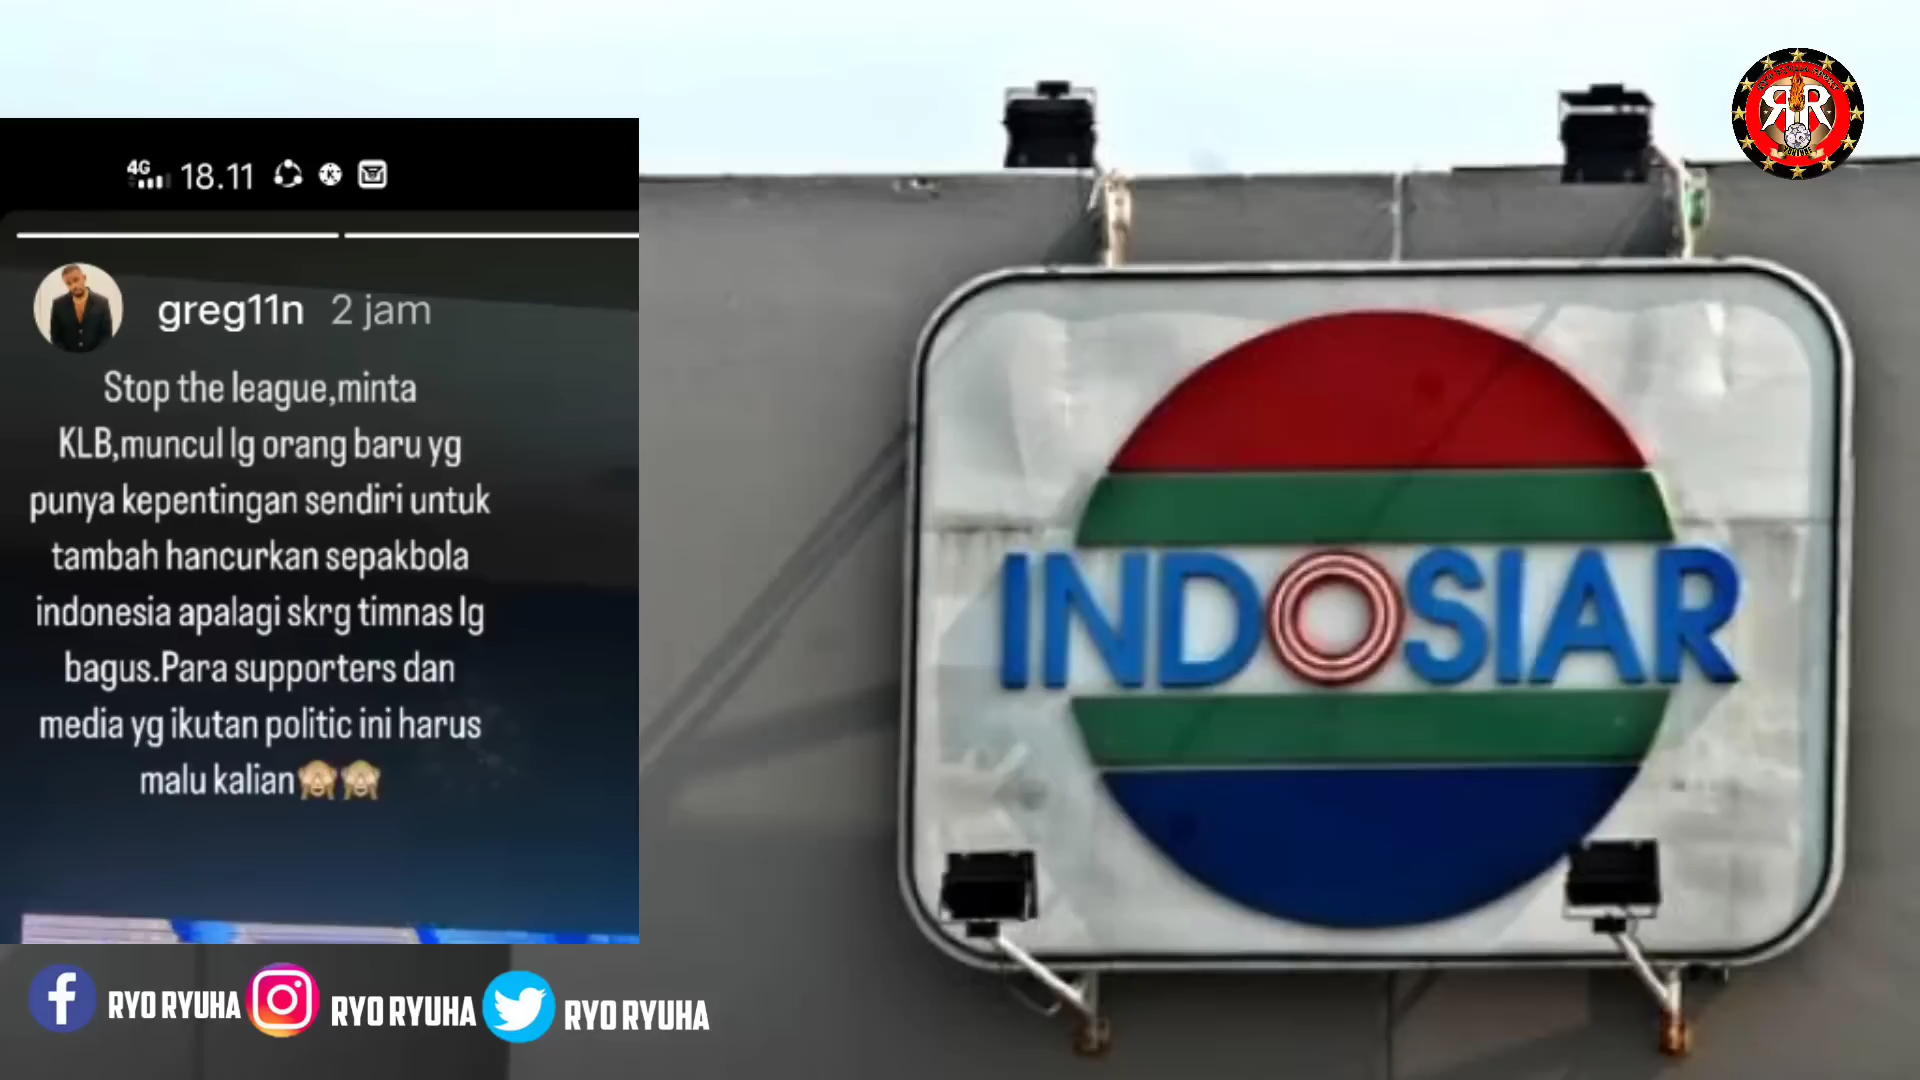 4G 18.11
greg11n 2 jam
Stop the league,minta
KLB,muncul lg orang baru yg
punya kepentingan sendiri untuk
tambah hancurkan sepakbola
indonesia apalagi skrg timnas lg
bagus.Para supporters dan
media yg ikutan politic ini harus
malu kalian🙈🙈
INDOSIAR
RR
RYO RYUHA
RYO RYUHA
RYO RYUHA